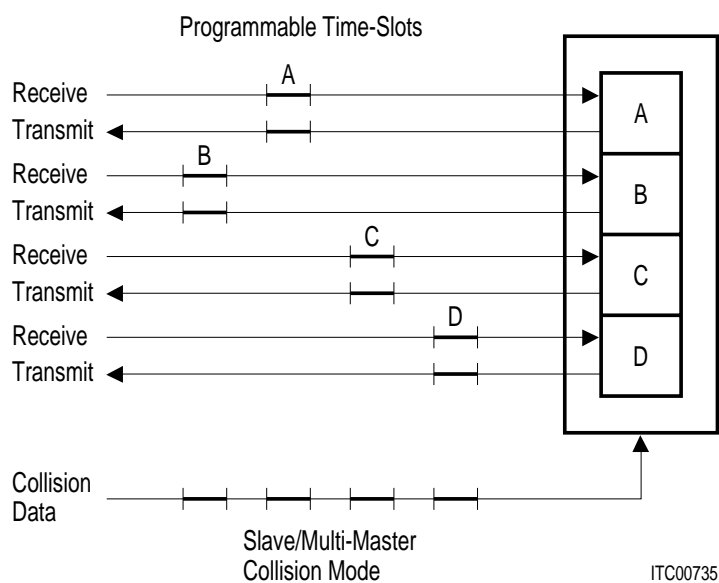 Programmable Time-Slots
Receive A
Transmit A
Receive B
Transmit B
Receive C
Transmit C
Receive D
Transmit D
Collision
Data
Slave/Multi-Master
Collision Mode
ITC00735